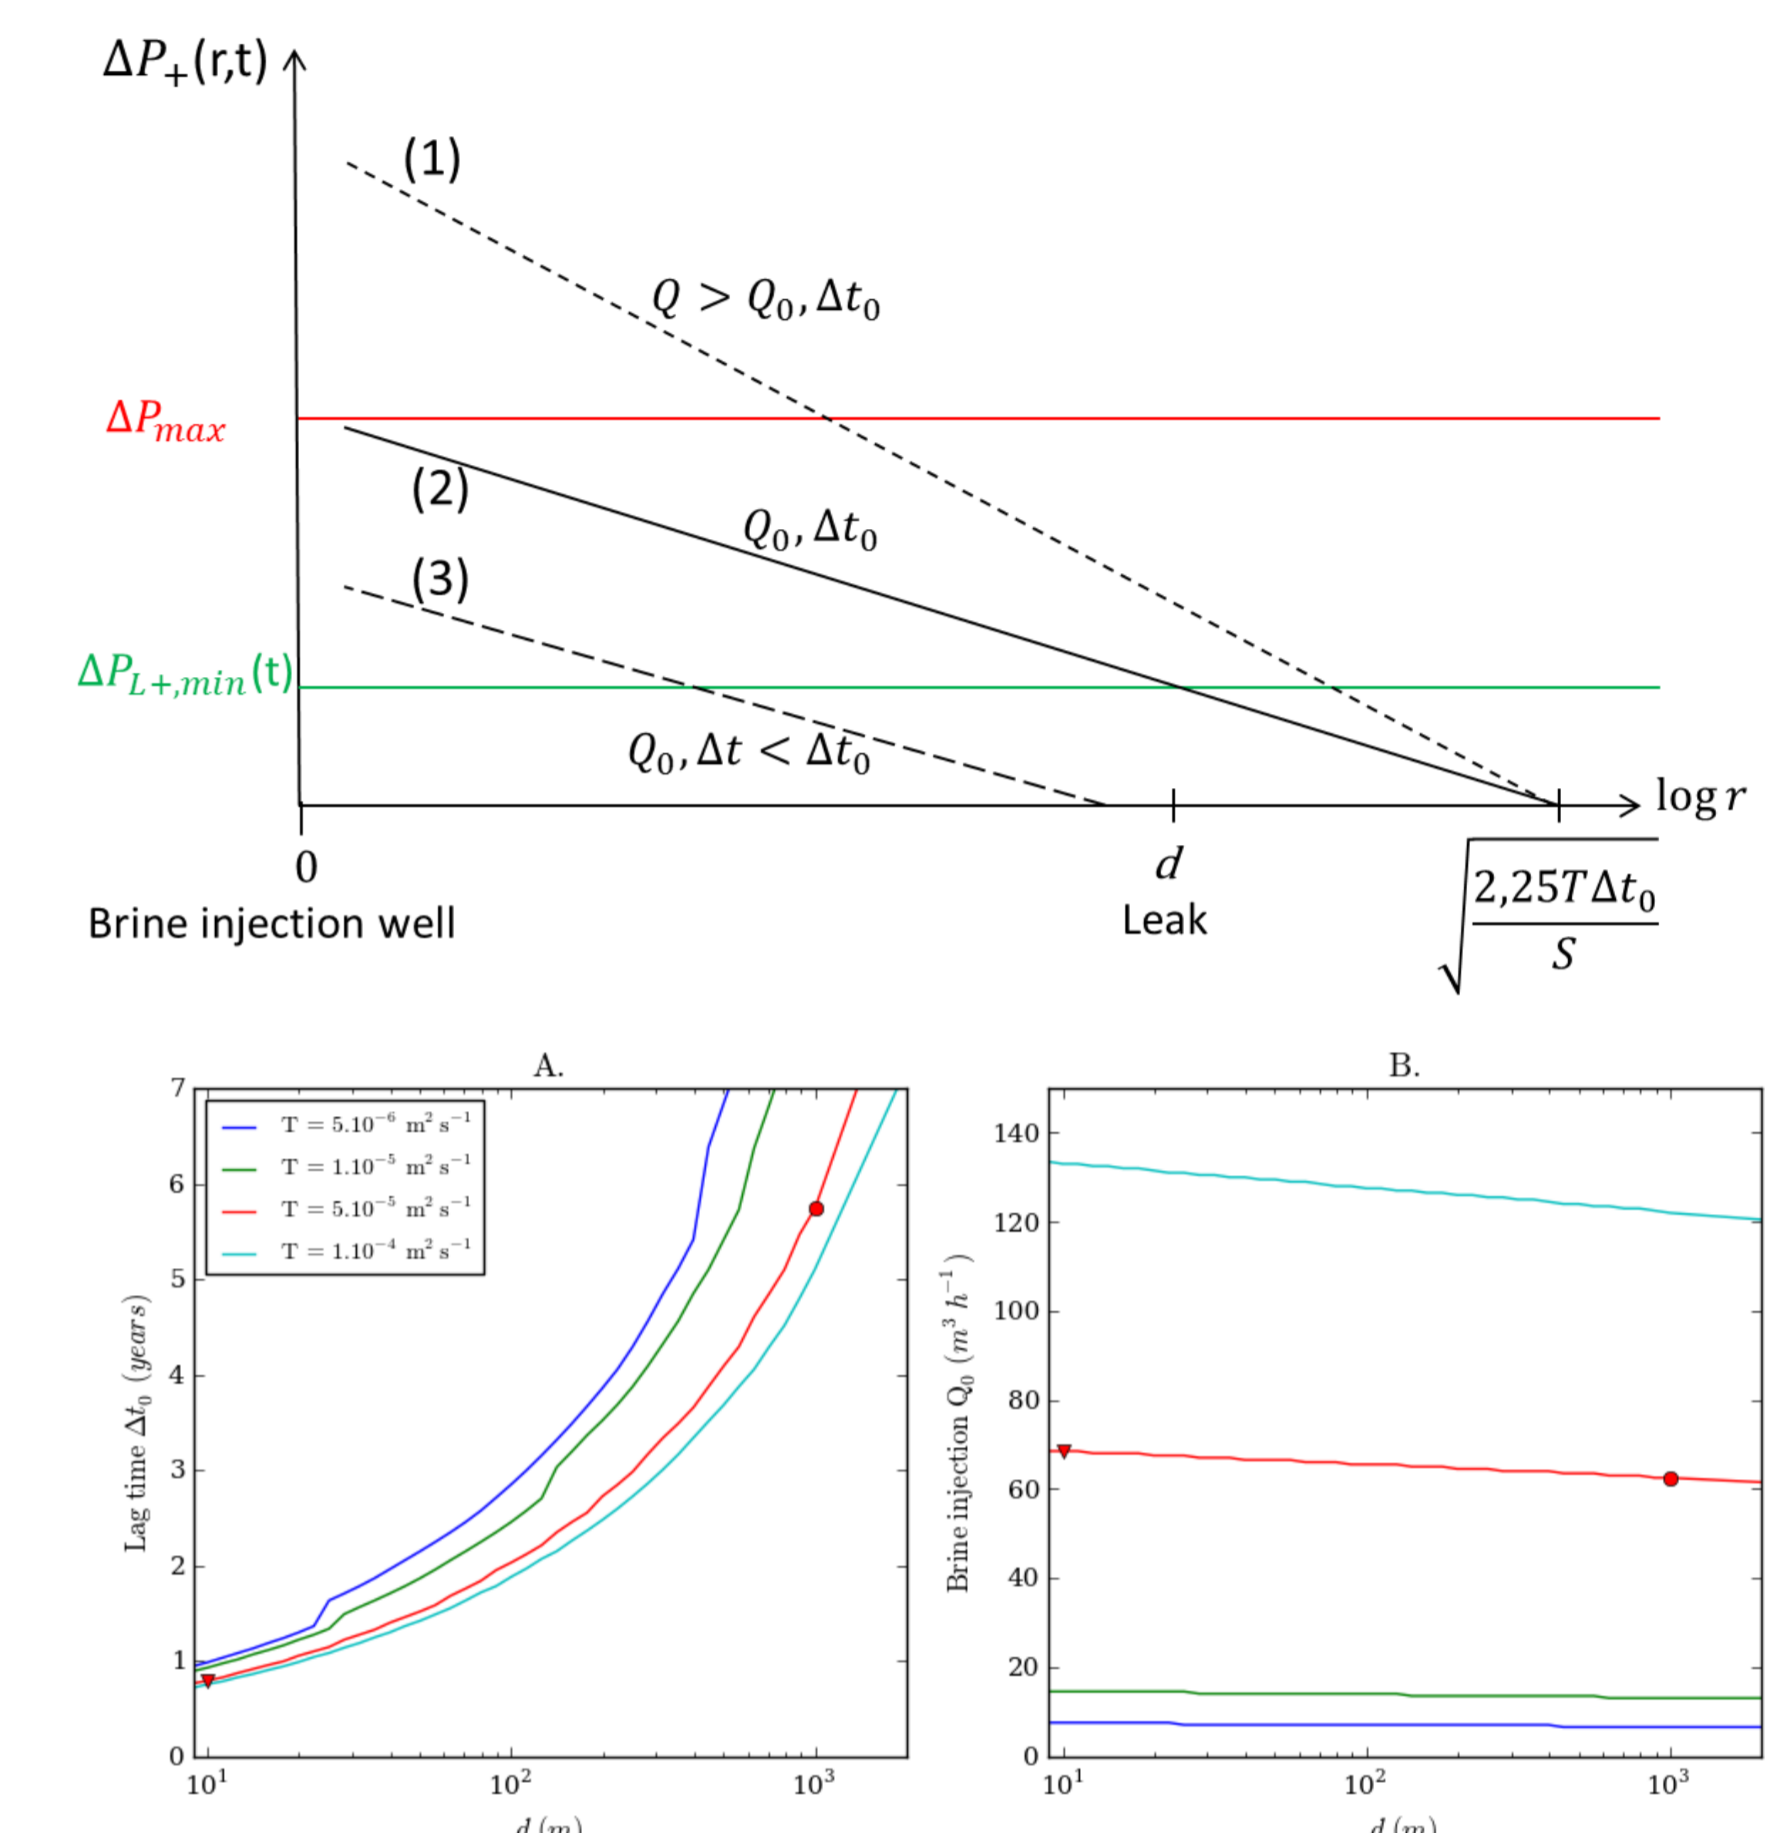 ΔP₊(r,t)
(1)
Q > Q₀, Δt₀
ΔPₘₐₓ
(2)
Q₀, Δt₀
(3)
ΔP_{L+,min}(t)
Q₀, Δt < Δt₀
log r
0
d
√(2,25TΔt₀ / S)
Brine injection well
Leak
A.
7
6
5
4
3
2
1
0
T = 5.10⁻⁶ m² s⁻¹
T = 1.10⁻⁵ m² s⁻¹
T = 5.10⁻⁵ m² s⁻¹
T = 1.10⁻⁴ m² s⁻¹
Lag time Δt₀ (years)
10¹ 10² 10³
d (m)
B.
140
120
100
80
60
40
20
0
Brine injection Q₀ (m³ h⁻¹)
10¹ 10² 10³
d (m)